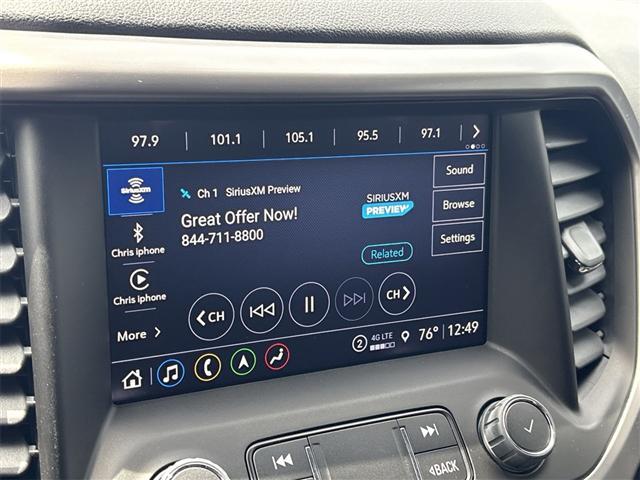 97.9 101.1 105.1 95.5 97.1
SiriusXM
Ch 1 SiriusXM Preview
Great Offer Now!
844-711-8800
SIRIUSXM
PREVIEW
Related
Sound
Browse
Settings
Chris iphone
Chris iphone
More
CH
CH
2 4G LTE 76° 12:49
BACK